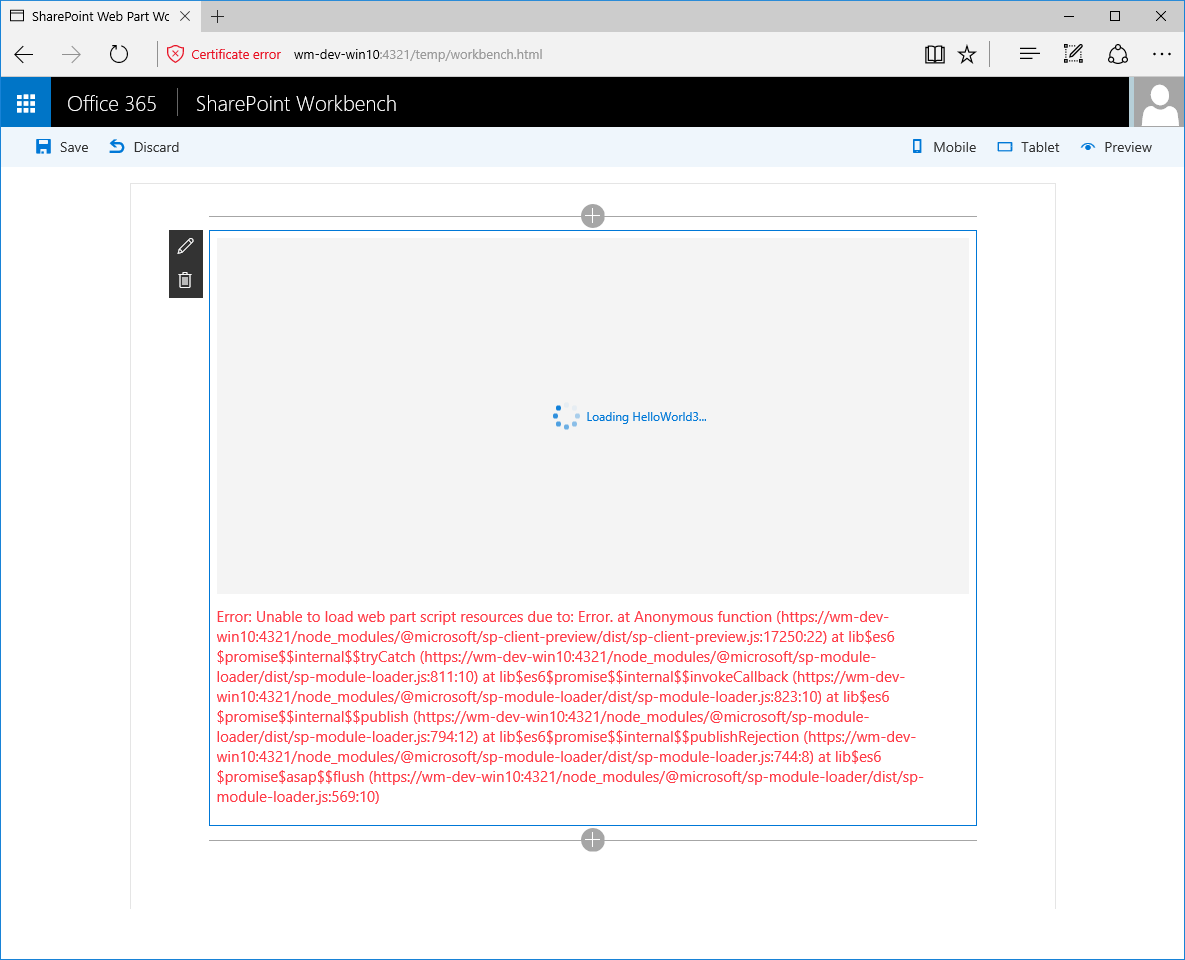 SharePoint Web Part Wc
Certificate error wm-dev-win10:4321/temp/workbench.html
Office 365 SharePoint Workbench
Save Discard Mobile Tablet Preview
Loading HelloWorld3...
Error: Unable to load web part script resources due to: Error. at Anonymous function (https://wm-dev-
win10:4321/node_modules/@microsoft/sp-client-preview/dist/sp-client-preview.js:17250:22) at lib$es6
$promise$$internal$$tryCatch (https://wm-dev-win10:4321/node_modules/@microsoft/sp-module-
loader/dist/sp-module-loader.js:811:10) at lib$es6$promise$$internal$$invokeCallback (https://wm-dev-
win10:4321/node_modules/@microsoft/sp-module-loader/dist/sp-module-loader.js:823:10) at lib$es6
$promise$$internal$$publish (https://wm-dev-win10:4321/node_modules/@microsoft/sp-module-
loader/dist/sp-module-loader.js:794:12) at lib$es6$promise$$internal$$publishRejection (https://wm-dev-
win10:4321/node_modules/@microsoft/sp-module-loader/dist/sp-module-loader.js:744:8) at lib$es6
$promise$asap$$flush (https://wm-dev-win10:4321/node_modules/@microsoft/sp-module-loader/dist/sp-
module-loader.js:569:10)